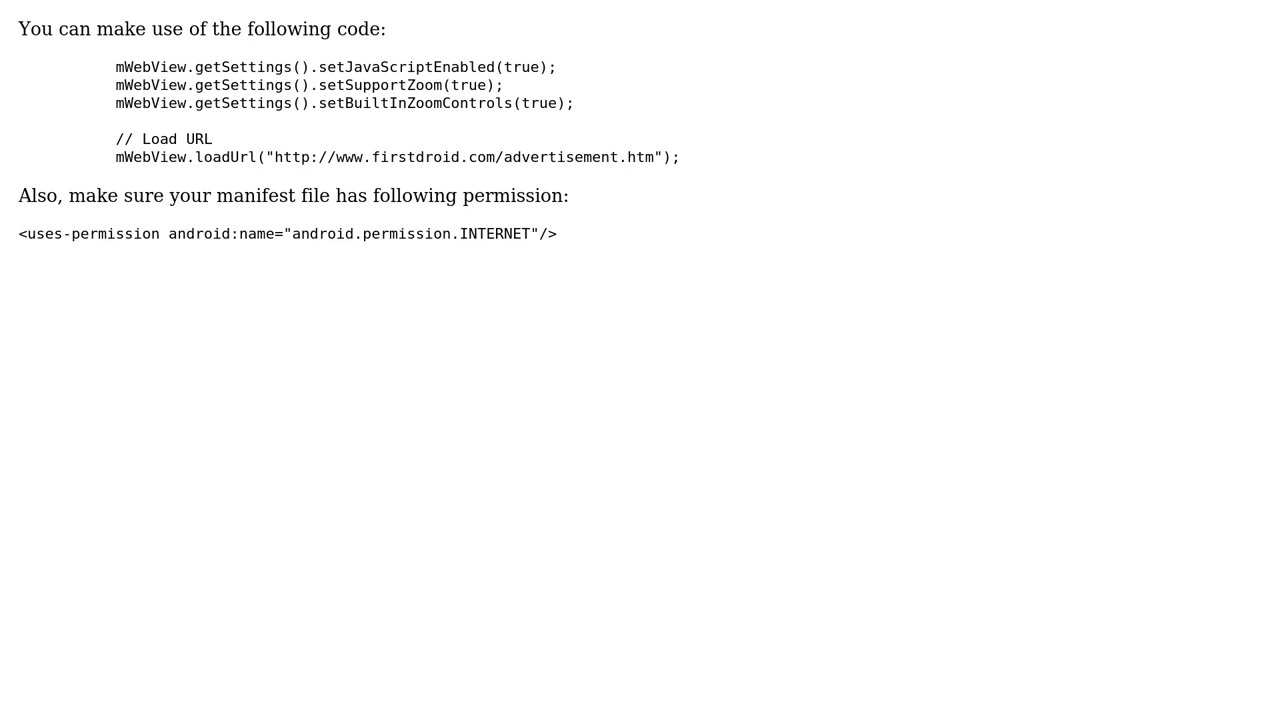 You can make use of the following code:
mWebView.getSettings().setJavaScriptEnabled(true);
mWebView.getSettings().setSupportZoom(true);
mWebView.getSettings().setBuiltInZoomControls(true);
// Load URL
mWebView.loadUrl("http://www.firstdroid.com/advertisement.htm");
Also, make sure your manifest file has following permission:
<uses-permission android:name="android.permission.INTERNET"/>